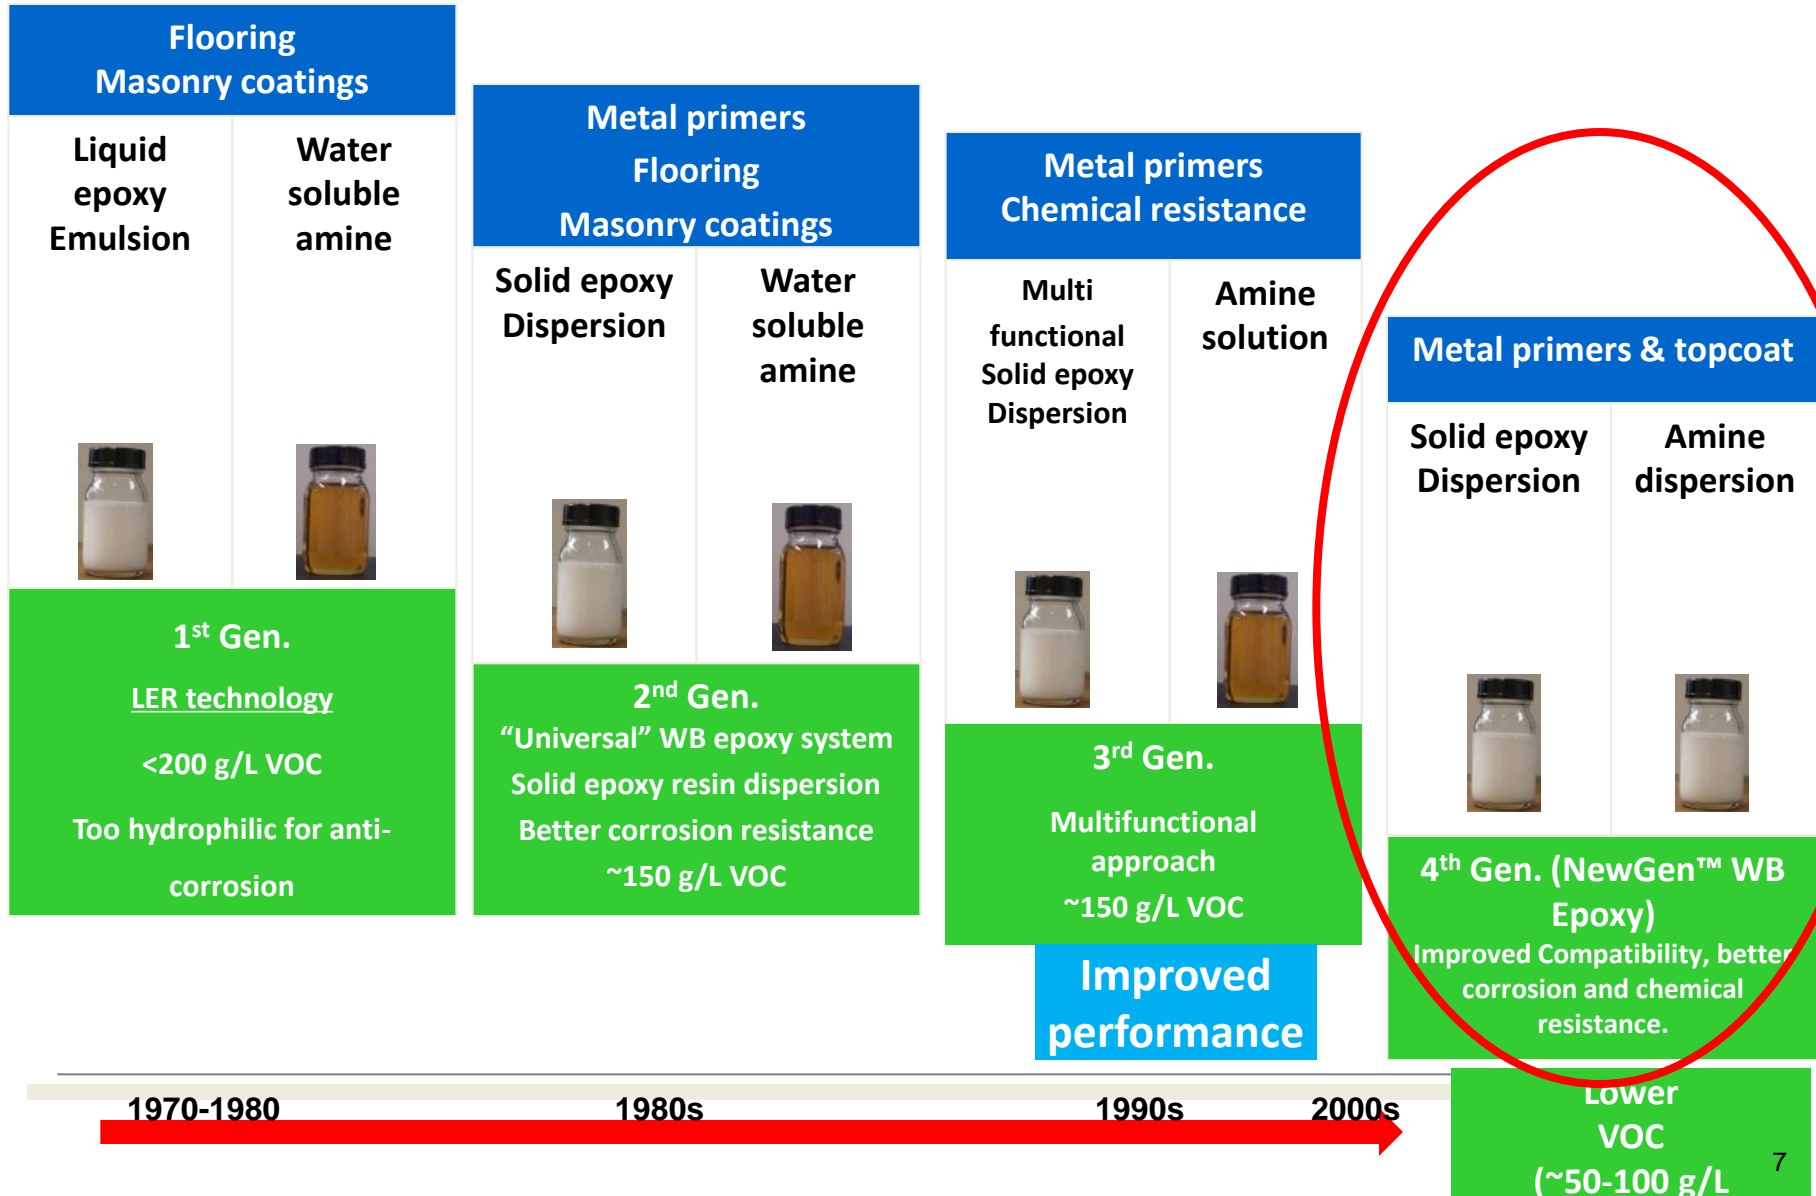 Flooring
Masonry coatings
Liquid
epoxy
Emulsion
Water
soluble
amine
1st Gen.
LER technology
<200 g/L VOC
Too hydrophilic for anti-
corrosion
Metal primers
Flooring
Masonry coatings
Solid epoxy
Dispersion
Water
soluble
amine
2nd Gen.
“Universal” WB epoxy system
Solid epoxy resin dispersion
Better corrosion resistance
~150 g/L VOC
Metal primers
Chemical resistance
Multi
functional
Solid epoxy
Dispersion
Amine
solution
3rd Gen.
Multifunctional
approach
~150 g/L VOC
Improved
performance
Metal primers & topcoat
Solid epoxy
Dispersion
Amine
dispersion
4th Gen. (NewGen™ WB
Epoxy)
Improved Compatibility, better
corrosion and chemical
resistance.
Lower
VOC
(~50-100 g/L
1970-1980
1980s
1990s
2000s
7